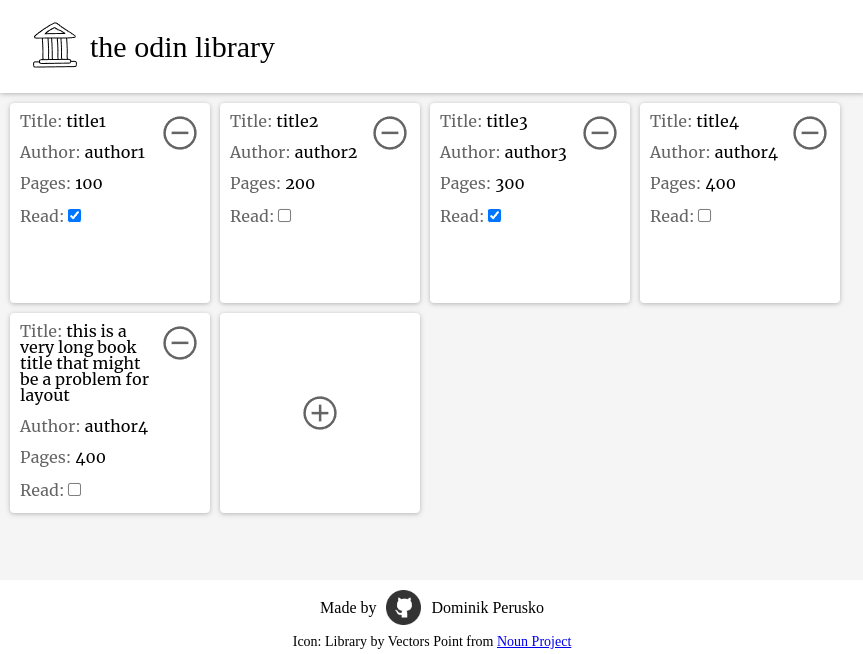 the odin library
Title: title1
Author: author1
Pages: 100
Read:
Title: title2
Author: author2
Pages: 200
Read:
Title: title3
Author: author3
Pages: 300
Read:
Title: title4
Author: author4
Pages: 400
Read:
Title: this is a
very long book
title that might
be a problem for
layout
Author: author4
Pages: 400
Read:
Made by Dominik Perusko
Icon: Library by Vectors Point from Noun Project